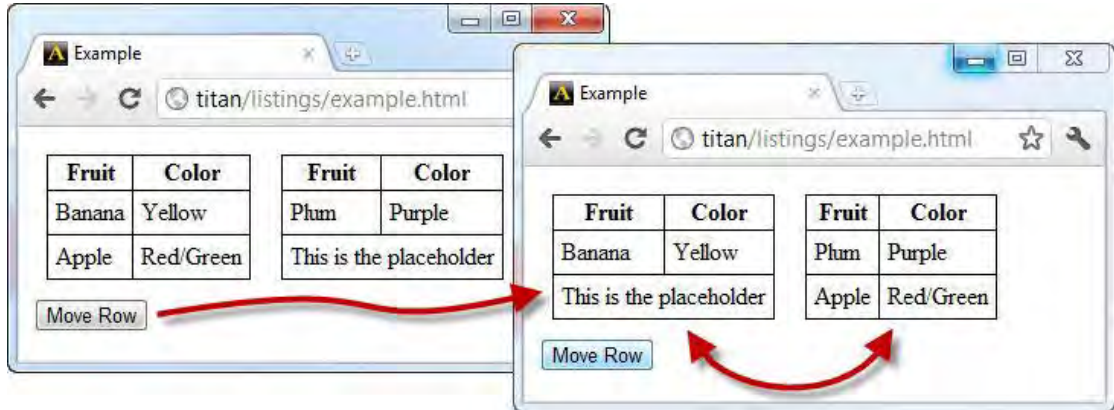 Example
titan/listings/example.html
Fruit Color
Banana Yellow
Apple Red/Green
Fruit Color
Plum Purple
This is the placeholder
Move Row
Example
titan/listings/example.html
Fruit Color
Banana Yellow
This is the placeholder
Fruit Color
Plum Purple
Apple Red/Green
Move Row